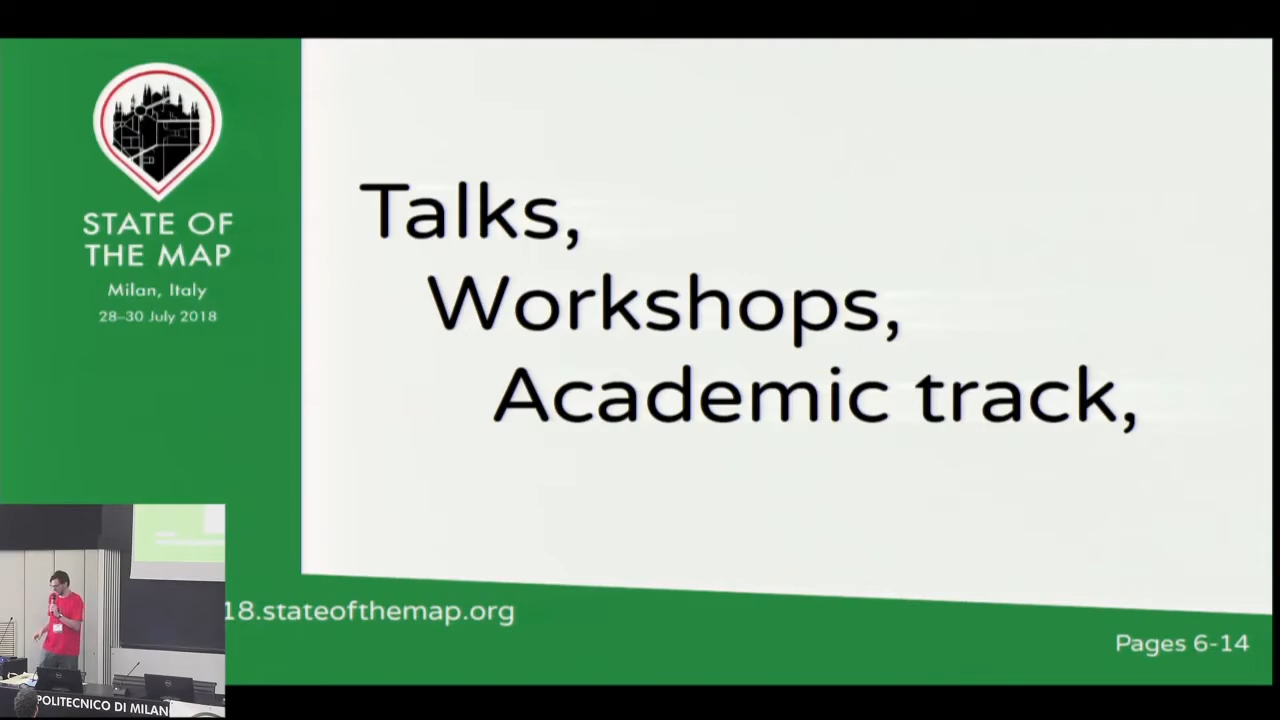 STATE OF
THE MAP
Milan, Italy
28–30 July 2018
Talks,
Workshops,
Academic track,
18.stateofthemap.org
Pages 6-14
POLITECNICO DI MILAN